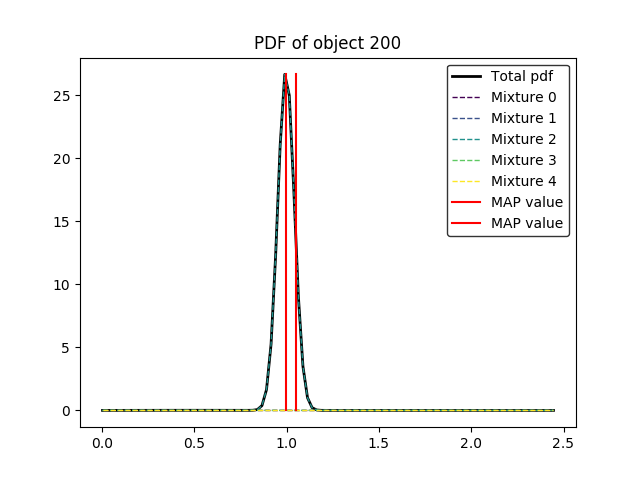 PDF of object 200
Total pdf
Mixture 0
Mixture 1
Mixture 2
Mixture 3
Mixture 4
MAP value
MAP value
25
20
15
10
5
0
0.0 0.5 1.0 1.5 2.0 2.5